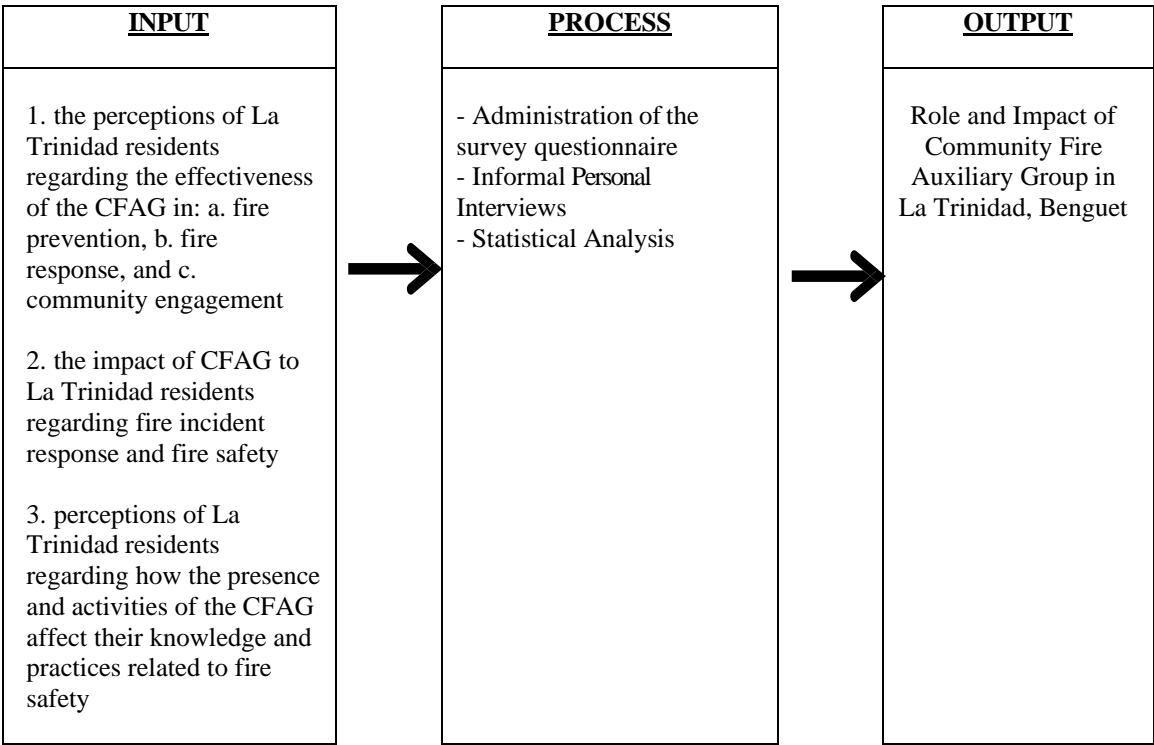 INPUT
1. the perceptions of La
Trinidad residents
regarding the effectiveness
of the CFAG in: a. fire
prevention, b. fire
response, and c.
community engagement
2. the impact of CFAG to
La Trinidad residents
regarding fire incident
response and fire safety
3. perceptions of La
Trinidad residents
regarding how the presence
and activities of the CFAG
affect their knowledge and
practices related to fire
safety
PROCESS
- Administration of the
survey questionnaire
- Informal Personal
Interviews
- Statistical Analysis
OUTPUT
Role and Impact of
Community Fire
Auxiliary Group in
La Trinidad, Benguet